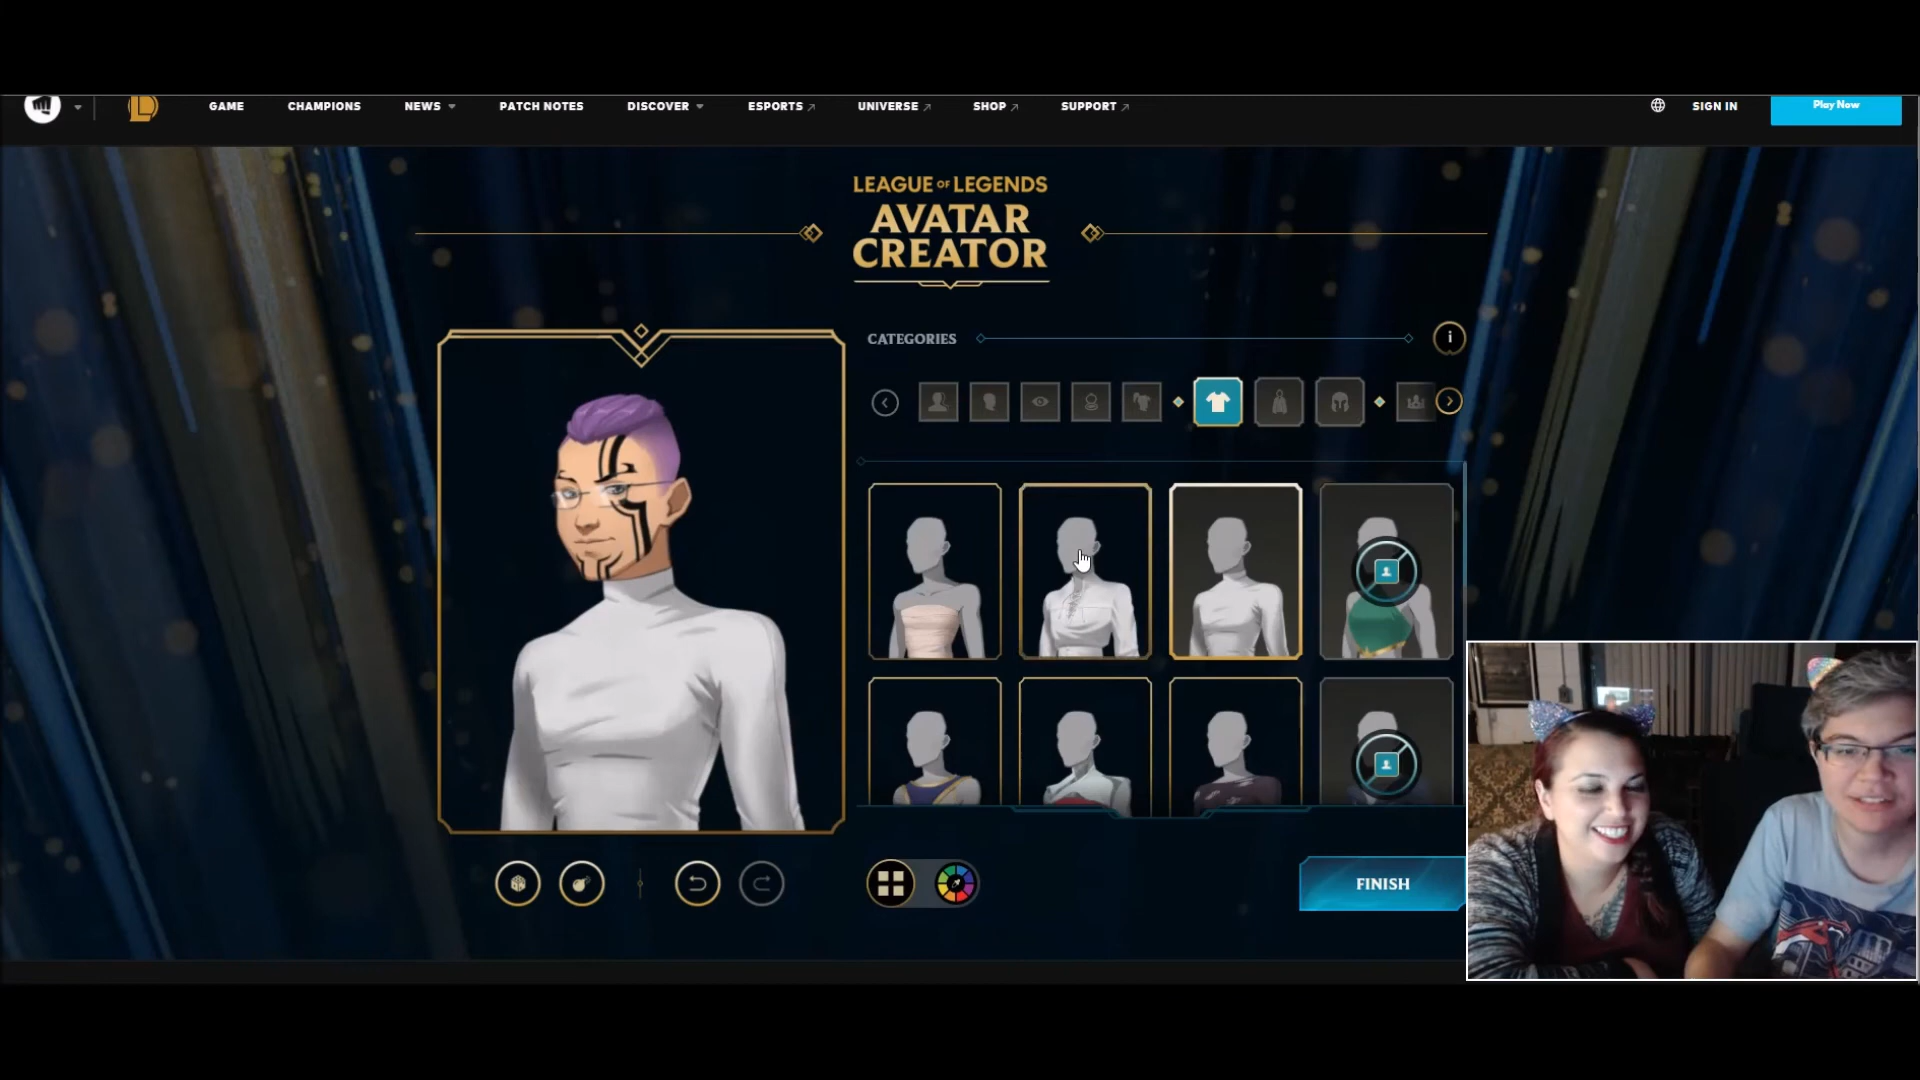 GAME
CHAMPIONS
NEWS
PATCH NOTES
DISCOVER
ESPORTS
UNIVERSE
SHOP
SUPPORT
SIGN IN
Play Now
LEAGUE OF LEGENDS
AVATAR
CREATOR
CATEGORIES
i
FINISH